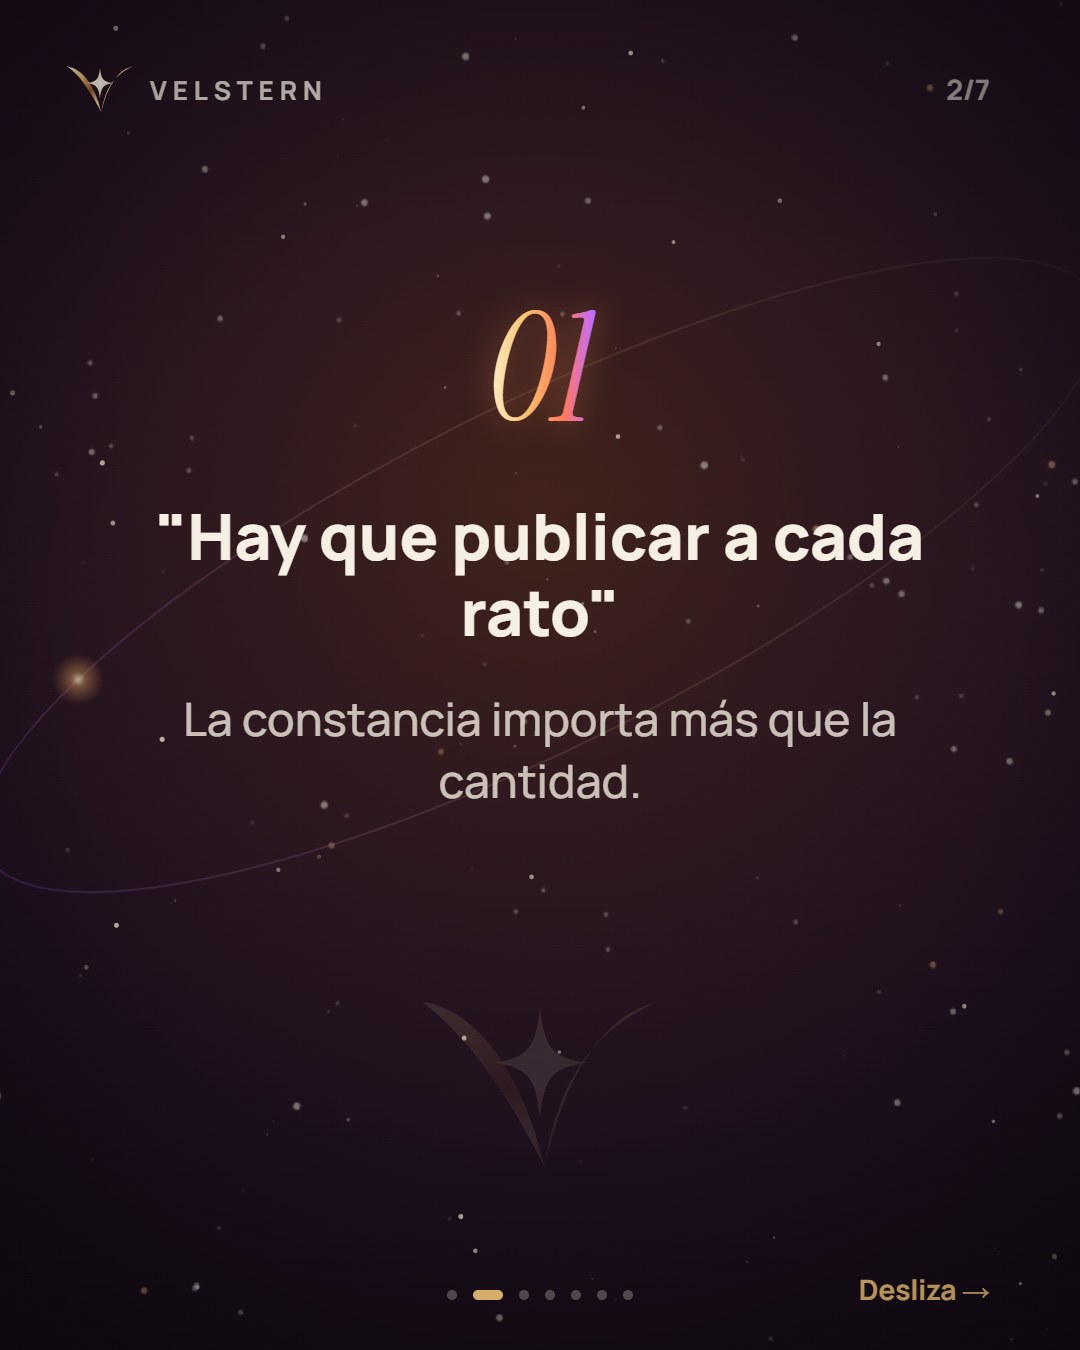 VELSTERN
2/7
01
"Hay que publicar a cada
rato"
La constancia importa más que la
cantidad.
Desliza→